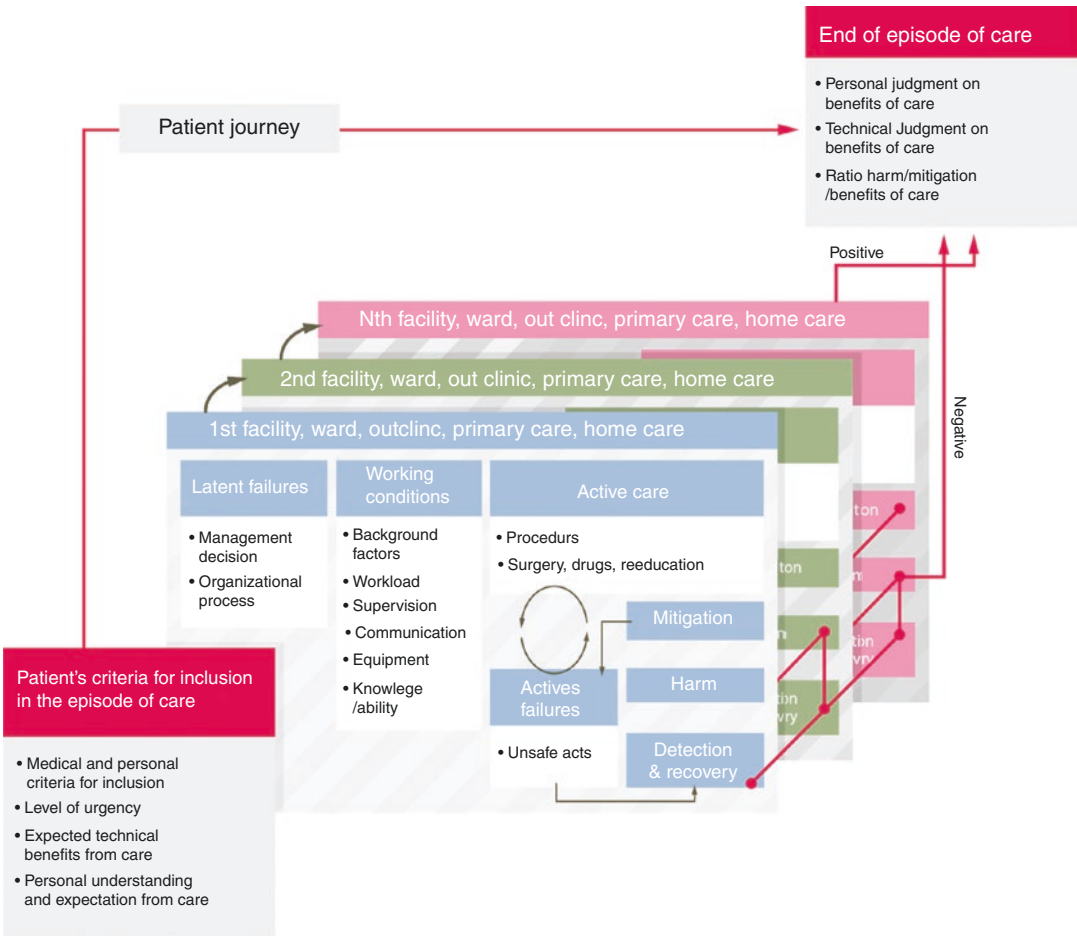 End of episode of care
• Personal judgment on
benefits of care
• Technical Judgment on
benefits of care
• Ratio harm/mitigation
/benefits of care
Patient journey
Positive
Negative
Nth facility, ward, out clinc, primary care, home care
2nd facility, ward, out clinic, primary care, home care
1st facility, ward, outclinc, primary care, home care
Latent failures
• Management
decision
• Organizational
process
Working
conditions
• Background
factors
• Workload
• Supervision
• Communication
• Equipment
• Knowlege
/ability
Active care
• Procedurs
• Surgery, drugs, reeducation
Mitigation
Harm
Actives
failures
• Unsafe acts
Detection
& recovery
Patient's criteria for inclusion
in the episode of care
• Medical and personal
criteria for inclusion
• Level of urgency
• Expected technical
benefits from care
• Personal understanding
and expectation from care